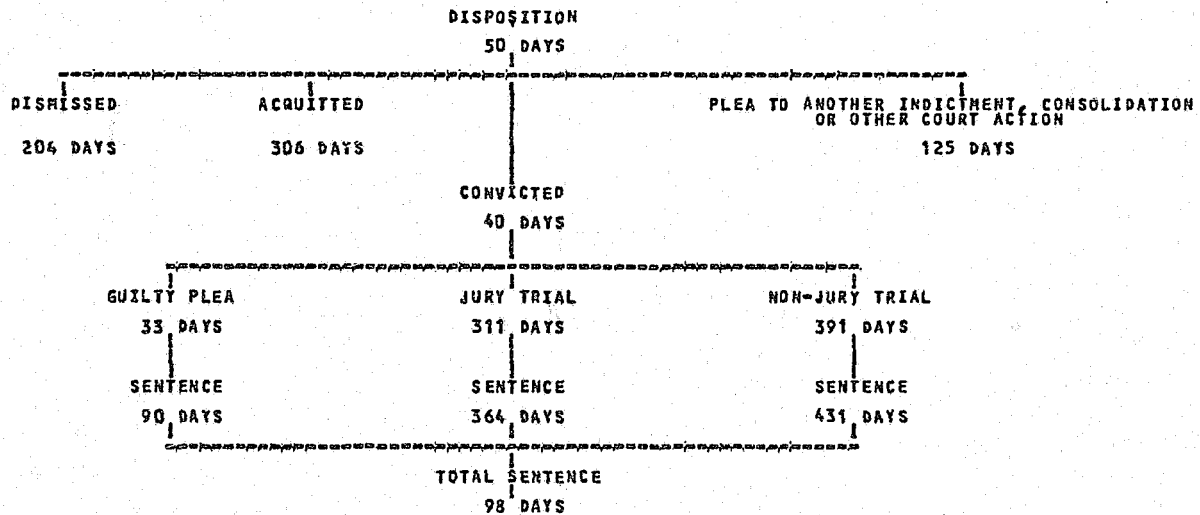 DISPOSITION
50 DAYS
DISMISSED ACQUITTED PLEA TO ANOTHER INDICTMENT, CONSOLIDATION
OR OTHER COURT ACTION
204 DAYS 306 DAYS 125 DAYS
CONVICTED
40 DAYS
GUILTY PLEA JURY TRIAL NON-JURY TRIAL
33 DAYS 311 DAYS 391 DAYS
SENTENCE SENTENCE SENTENCE
90 DAYS 364 DAYS 431 DAYS
TOTAL SENTENCE
98 DAYS